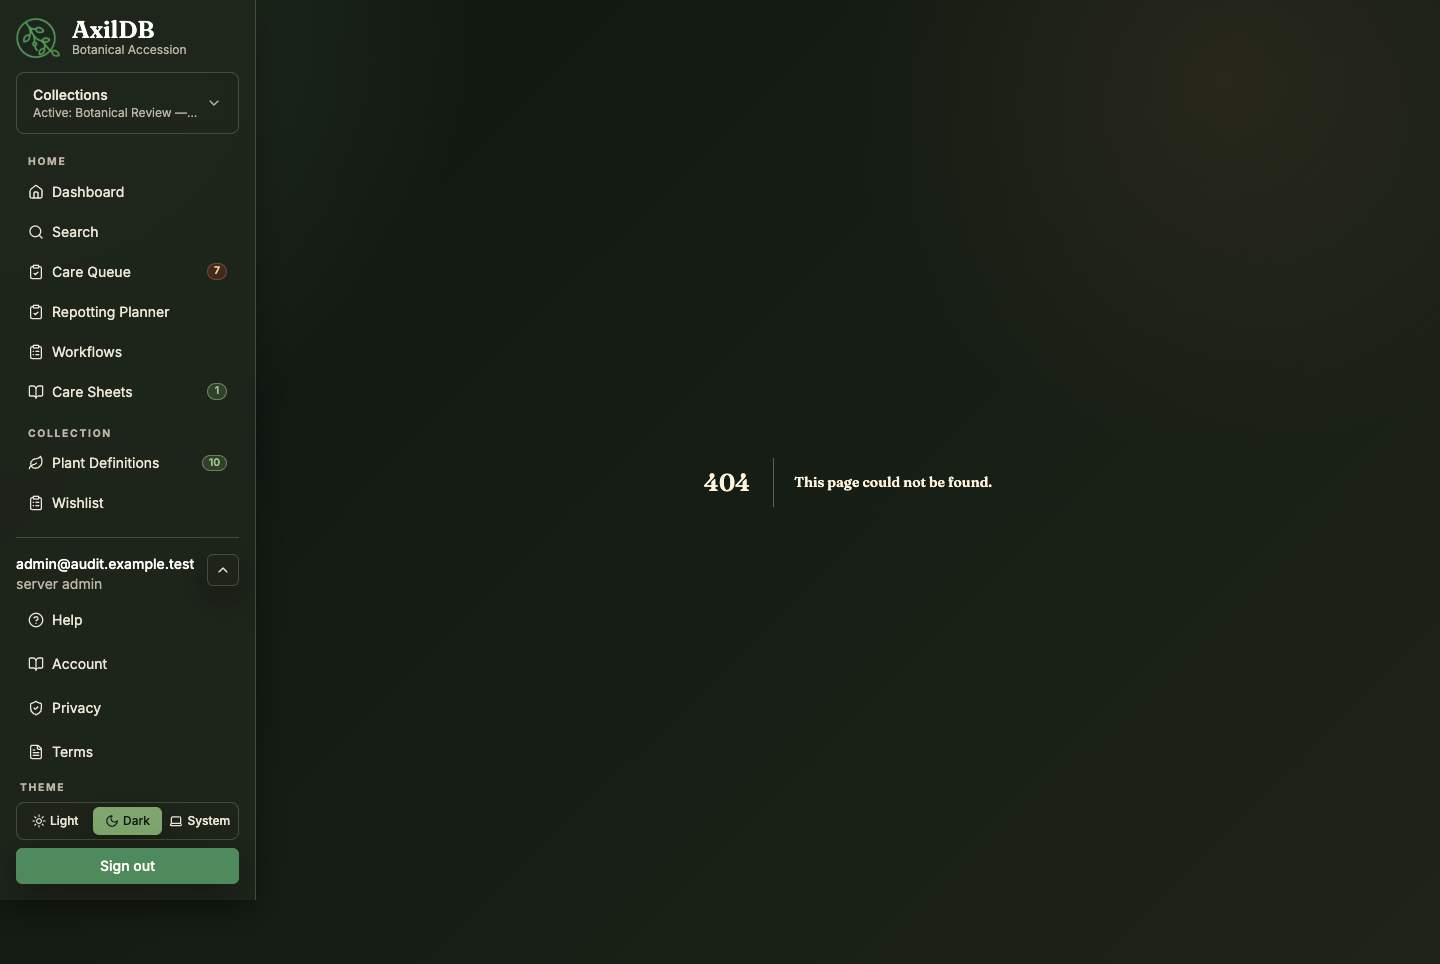 AxilDB
Botanical Accession
Collections
Active: Botanical Review —...
HOME
Dashboard
Search
Care Queue 7
Repotting Planner
Workflows
Care Sheets 1
COLLECTION
Plant Definitions 10
Wishlist
admin@audit.example.test
server admin
Help
Account
Privacy
Terms
THEME
Light Dark System
Sign out
404 This page could not be found.